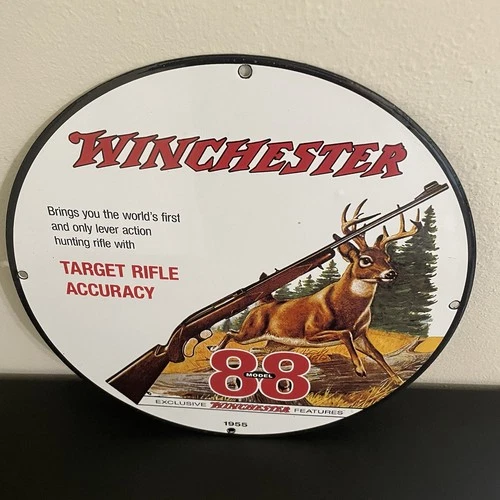 WINCHESTER
Brings you the world's first
and only lever action
hunting rifle with
TARGET RIFLE
ACCURACY
88
MODEL
EXCLUSIVE WINCHESTER FEATURES
1955